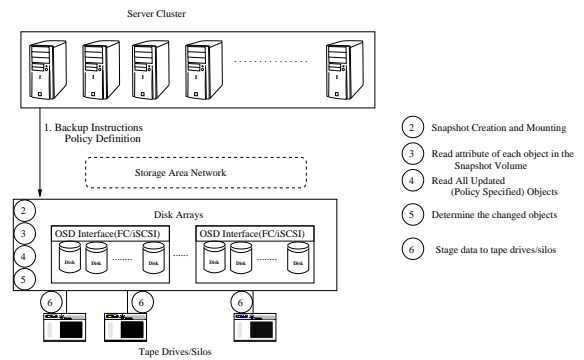 Server Cluster
1. Backup Instructions
Policy Definition
Storage Area Network
2
3
4
5
Disk Arrays
OSD Interface(FC/iSCSI)
Disk
Disk
........
Disk
......
OSD Interface(FC/iSCSI)
Disk
Disk
........
Disk
6
6
6
Tape Drives/Silos
2 Snapshot Creation and Mounting
3 Read attribute of each object in the
Snapshot Volume
4 Read All Updated
(Policy Specified) Objects
5 Determine the changed objects
6 Stage data to tape drives/silos